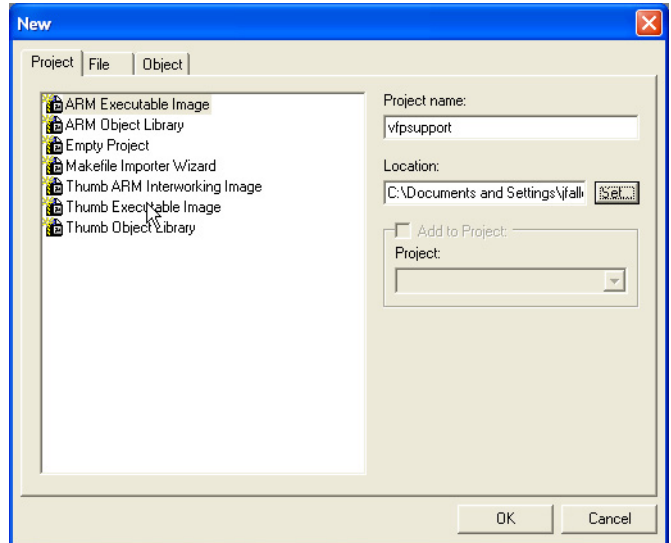 New
Project File Object
ARM Executable Image
ARM Object Library
Empty Project
Makefile Importer Wizard
Thumb ARM Interworking Image
Thumb Executable Image
Thumb Object Library
Project name:
vfpsupport
Location:
C:\Documents and Settings\jfall Set...
Add to Project:
Project:
OK Cancel